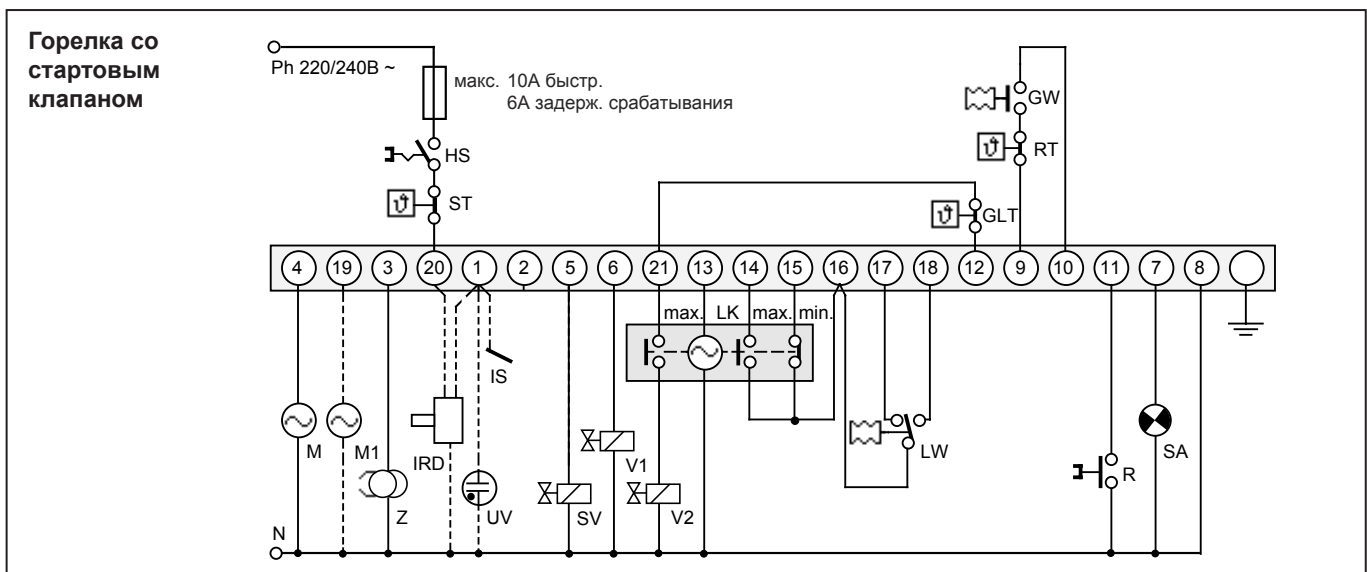 Горелка со
стартовым
клапаном
Ph 220/240В ~
макс. 10А быстр.
6А задерж. срабатывания
HS
ST
GW
RT
GLT
4 19 3 20 1 2 5 6 21 13 14 15 16 17 18 12 9 10 11 7 8
max. LK max. min.
IS
M M1 IRD
Z
UV
SV
V1
V2
LW
R
SA
N